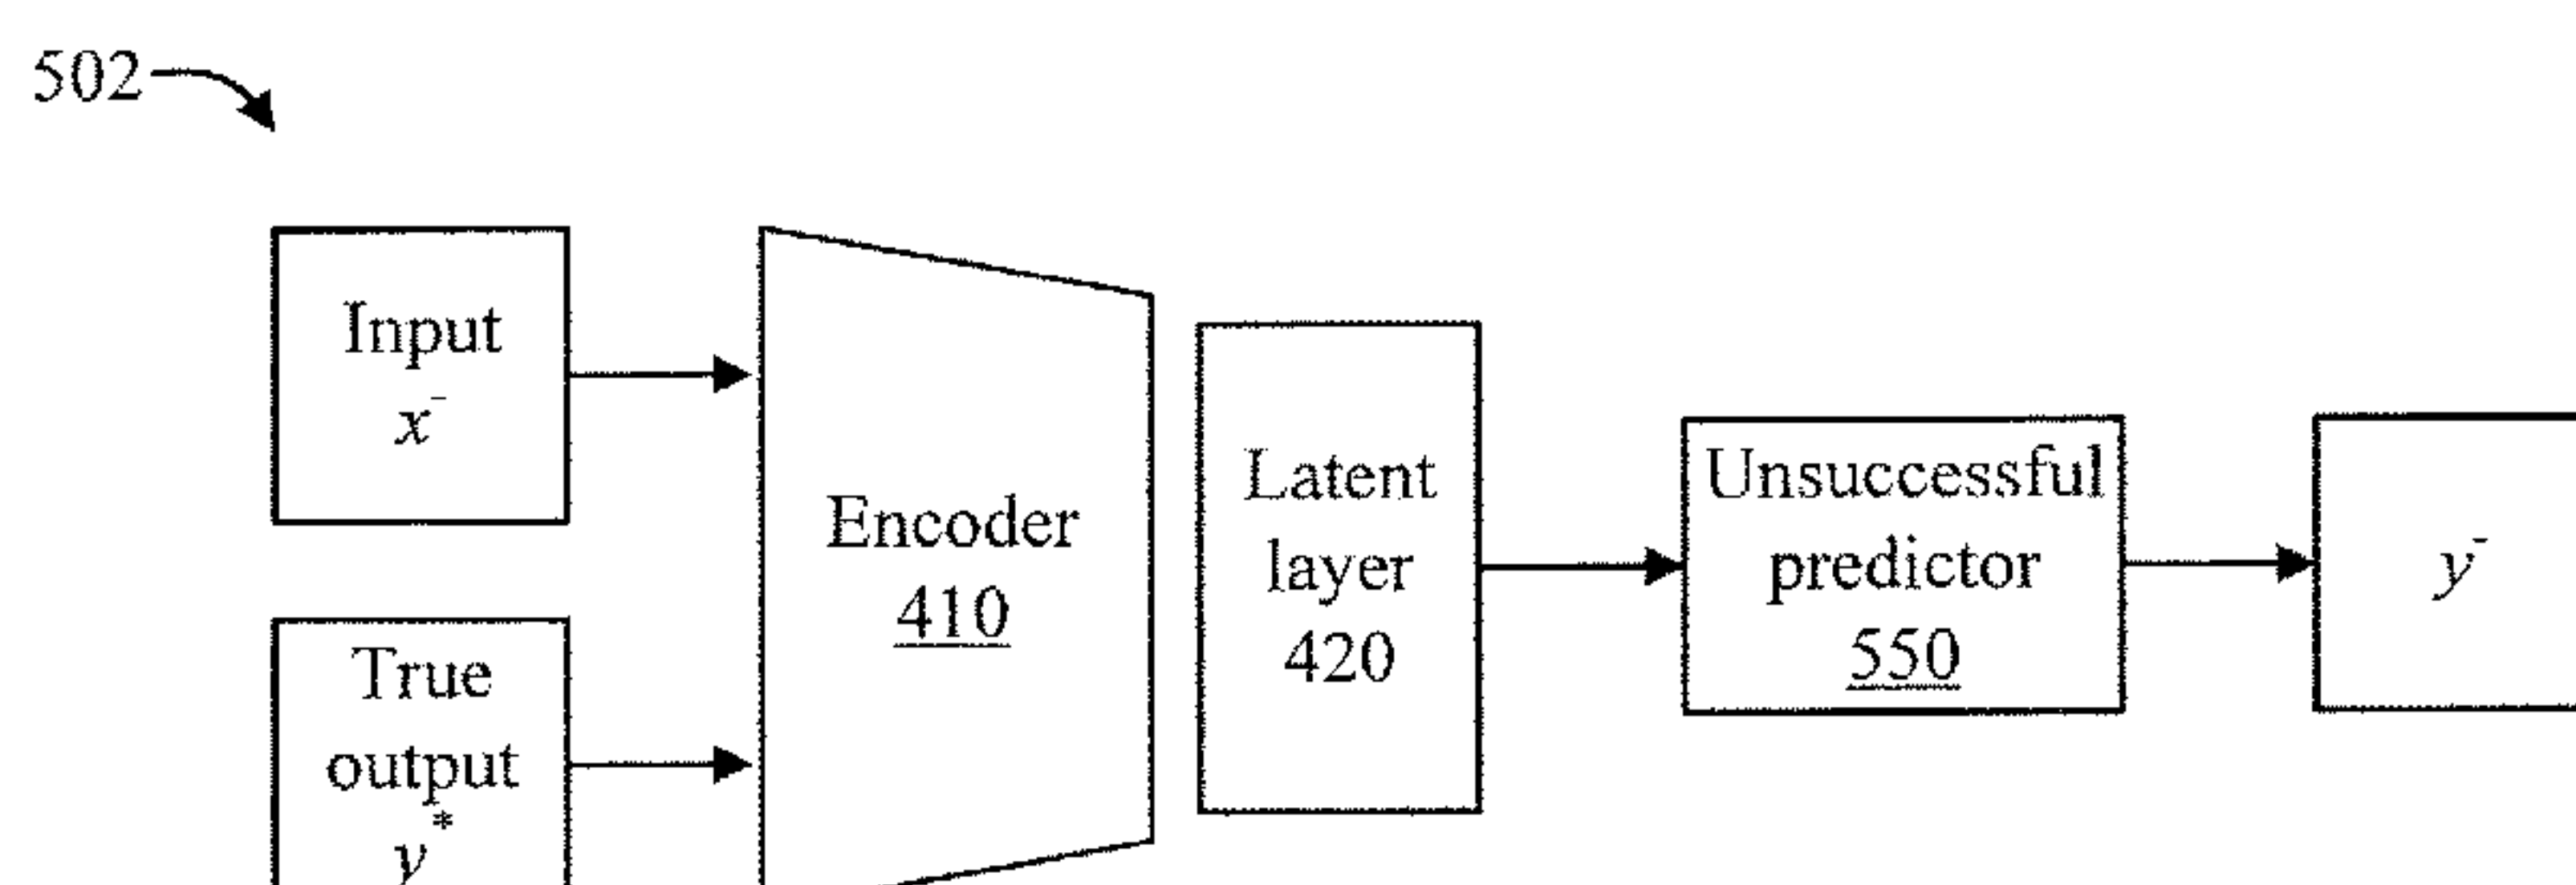 502
Input
x⁻
True
output
y*
Encoder
410
Latent
layer
420
Unsuccessful
predictor
550
y⁻